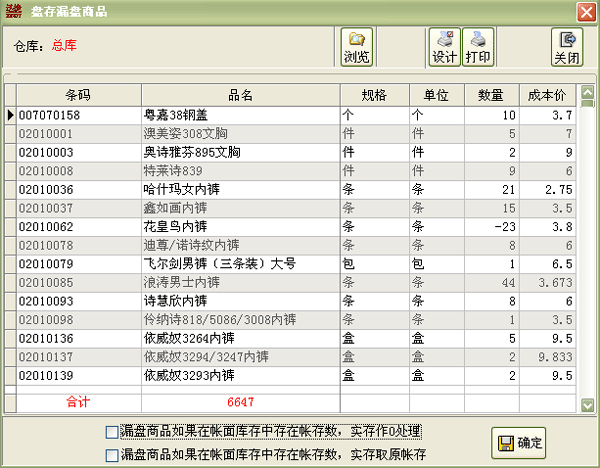 盘存漏盘商品
仓库： 总库
浏览 设计 打印 关闭
条码 品名 规格 单位 数量 成本价
007070158 粤嘉38钢盖 个 个 10 3.7
02010001 澳美姿308文胸 件 件 5 7
02010003 奥诗雅芬895文胸 件 件 2 9
02010008 特莱诗839 件 件 9 6
02010036 哈什玛女内裤 条 条 21 2.75
02010037 鑫如画内裤 条 条 15 3.5
02010062 花皇鸟内裤 条 条 -23 3.8
02010078 迪尊/诺诗纹内裤 条 条 8 6
02010079 飞尔剑男裤（三条装）大号 包 包 1 6.5
02010085 浪涛男士内裤 条 条 44 3.673
02010093 诗慧欣内裤 条 条 8 6
02010098 伶纳诗818/5086/3008内裤 条 条 1 3.5
02010136 依威奴3264内裤 盒 盒 5 9.5
02010137 依威奴3294/3247内裤 盒 盒 2 9.833
02010139 依威奴3293内裤 盒 盒 2 9.5
合计 6647
漏盘商品如果在帐面库存中存在帐存数，实存作0处理
漏盘商品如果在帐面库存中存在帐存数，实存取原帐存
确定